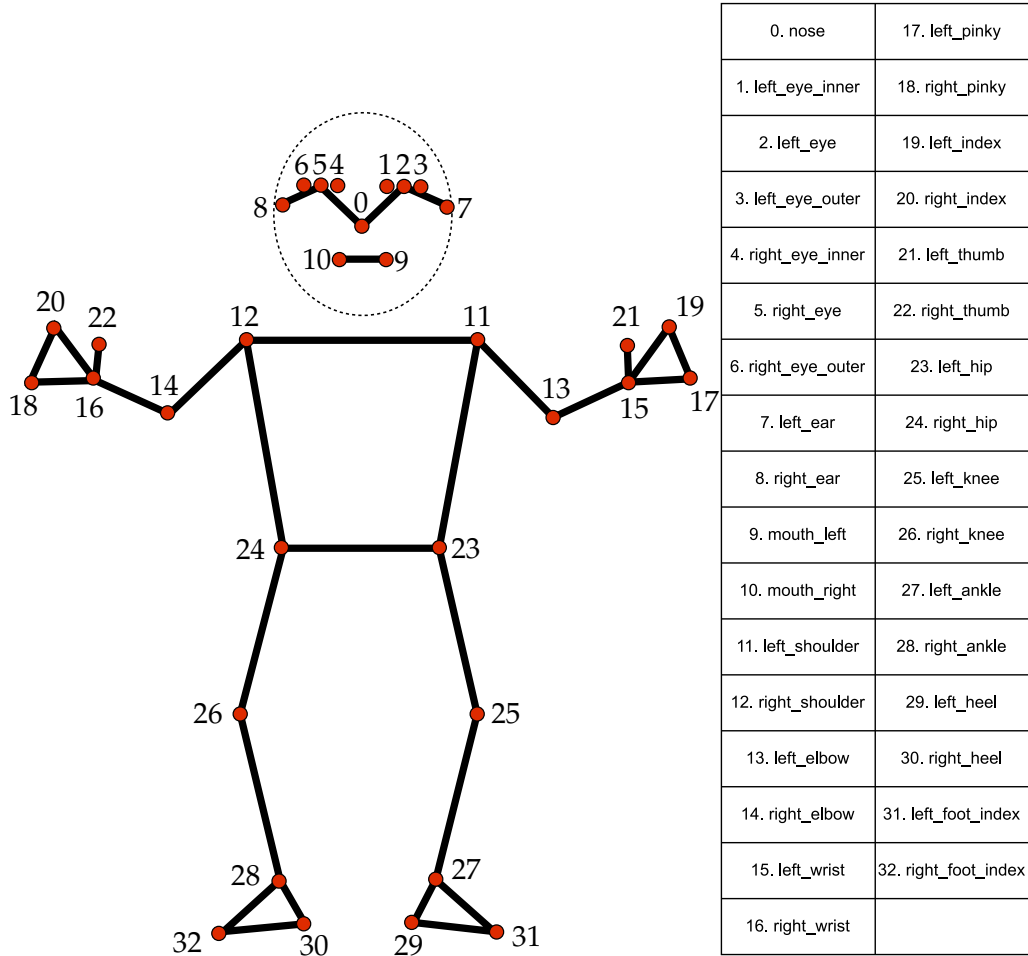 6 5 4 1 2 3
8 0 7
10 9
20 22 12 11 21 19
18 16 14 13 15 17
24 23
26 25
28 27
32 30 29 31
0. nose 17. left_pinky
1. left_eye_inner 18. right_pinky
2. left_eye 19. left_index
3. left_eye_outer 20. right_index
4. right_eye_inner 21. left_thumb
5. right_eye 22. right_thumb
6. right_eye_outer 23. left_hip
7. left_ear 24. right_hip
8. right_ear 25. left_knee
9. mouth_left 26. right_knee
10. mouth_right 27. left_ankle
11. left_shoulder 28. right_ankle
12. right_shoulder 29. left_heel
13. left_elbow 30. right_heel
14. right_elbow 31. left_foot_index
15. left_wrist 32. right_foot_index
16. right_wrist